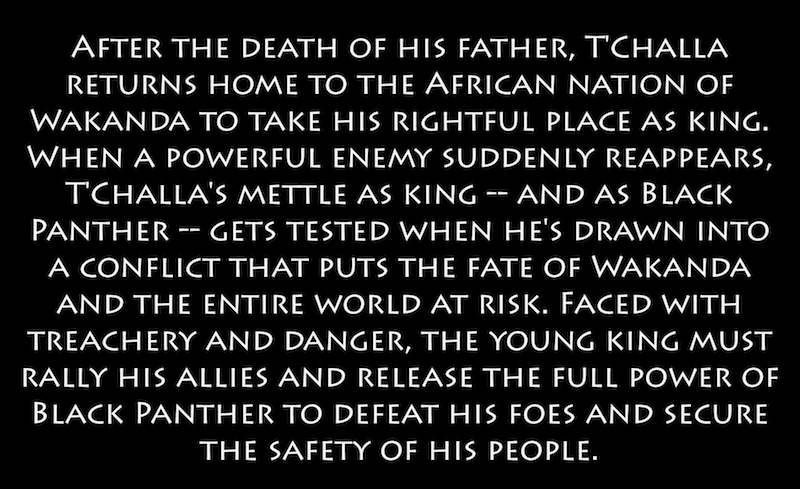 After the death of his father, T'Challa
returns home to the African nation of
Wakanda to take his rightful place as king.
When a powerful enemy suddenly reappears,
T'Challa's mettle as king -- and as Black
Panther -- gets tested when he's drawn into
a conflict that puts the fate of Wakanda
and the entire world at risk. Faced with
treachery and danger, the young king must
rally his allies and release the full power of
Black Panther to defeat his foes and secure
the safety of his people.